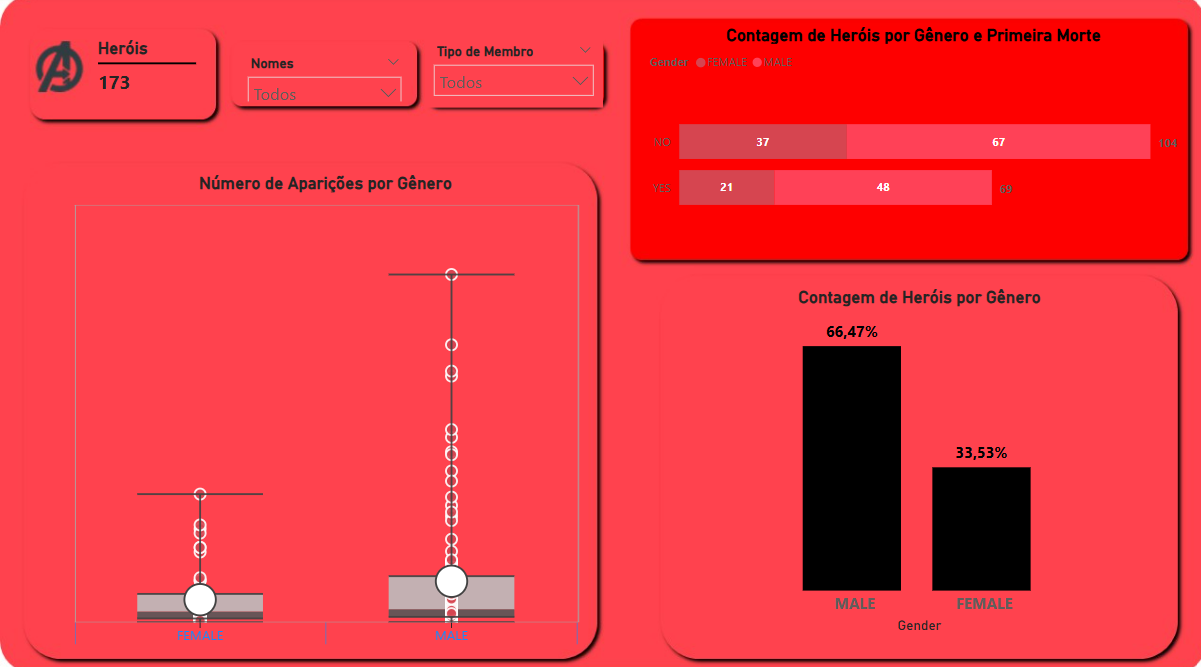 Heróis
173
Nomes
Todos
Tipo de Membro
Todos
Contagem de Heróis por Gênero e Primeira Morte
Gender FEMALE MALE
NO 37 67 104
YES 21 48 69
Número de Aparições por Gênero
FEMALE MALE
Contagem de Heróis por Gênero
66,47%
33,53%
MALE FEMALE
Gender